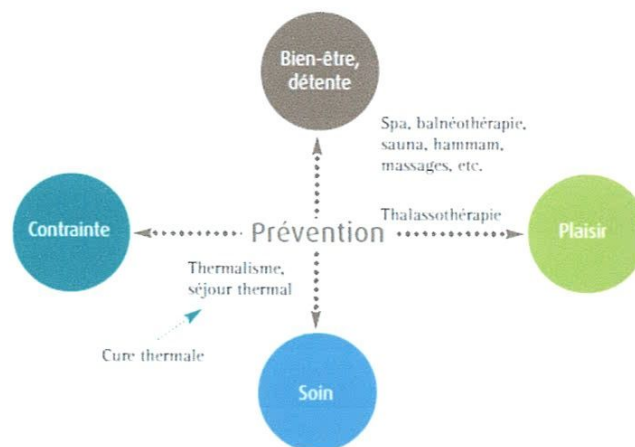 Bien-être,
détente
Spa, balnéothérapie,
sauna, hammam,
massages, etc.
Contrainte
Prévention
Thalassothérapie
Plaisir
Thermalisme,
séjour thermal
Cure thermale
Soin